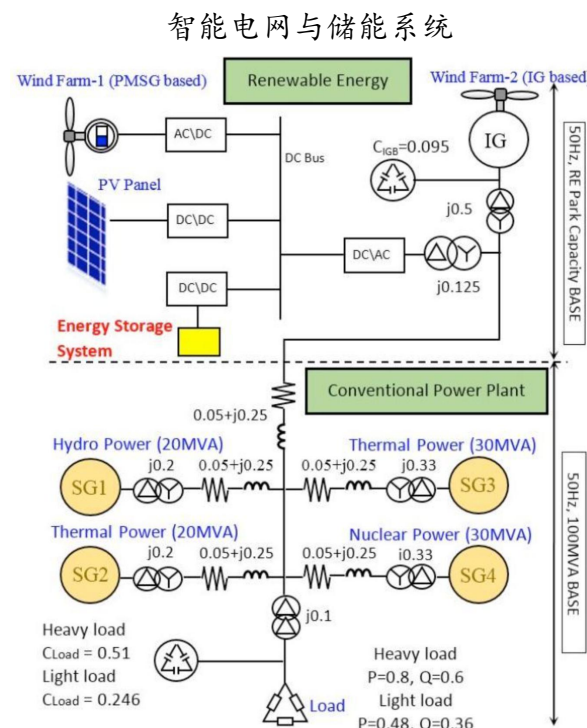 智能电网与储能系统
Wind Farm-1 (PMSG based)
Renewable Energy
Wind Farm-2 (IG based
AC\DC
DC Bus
C_IGB=0.095
IG
PV Panel
DC\DC
j0.5
DC\AC
j0.125
DC\DC
Energy Storage
System
50Hz, RE Park Capacity BASE
Conventional Power Plant
0.05+j0.25
Hydro Power (20MVA)
Thermal Power (30MVA)
j0.2
0.05+j0.25
0.05+j0.25
j0.33
SG1
SG3
Thermal Power (20MVA)
Nuclear Power (30MVA)
j0.2
0.05+j0.25
0.05+j0.25
i0.33
SG2
SG4
j0.1
50Hz, 100MVA BASE
Heavy load
CLoad = 0.51
Light load
CLoad = 0.246
Load
Heavy load
P=0.8, Q=0.6
Light load
P=0.48, Q=0.36